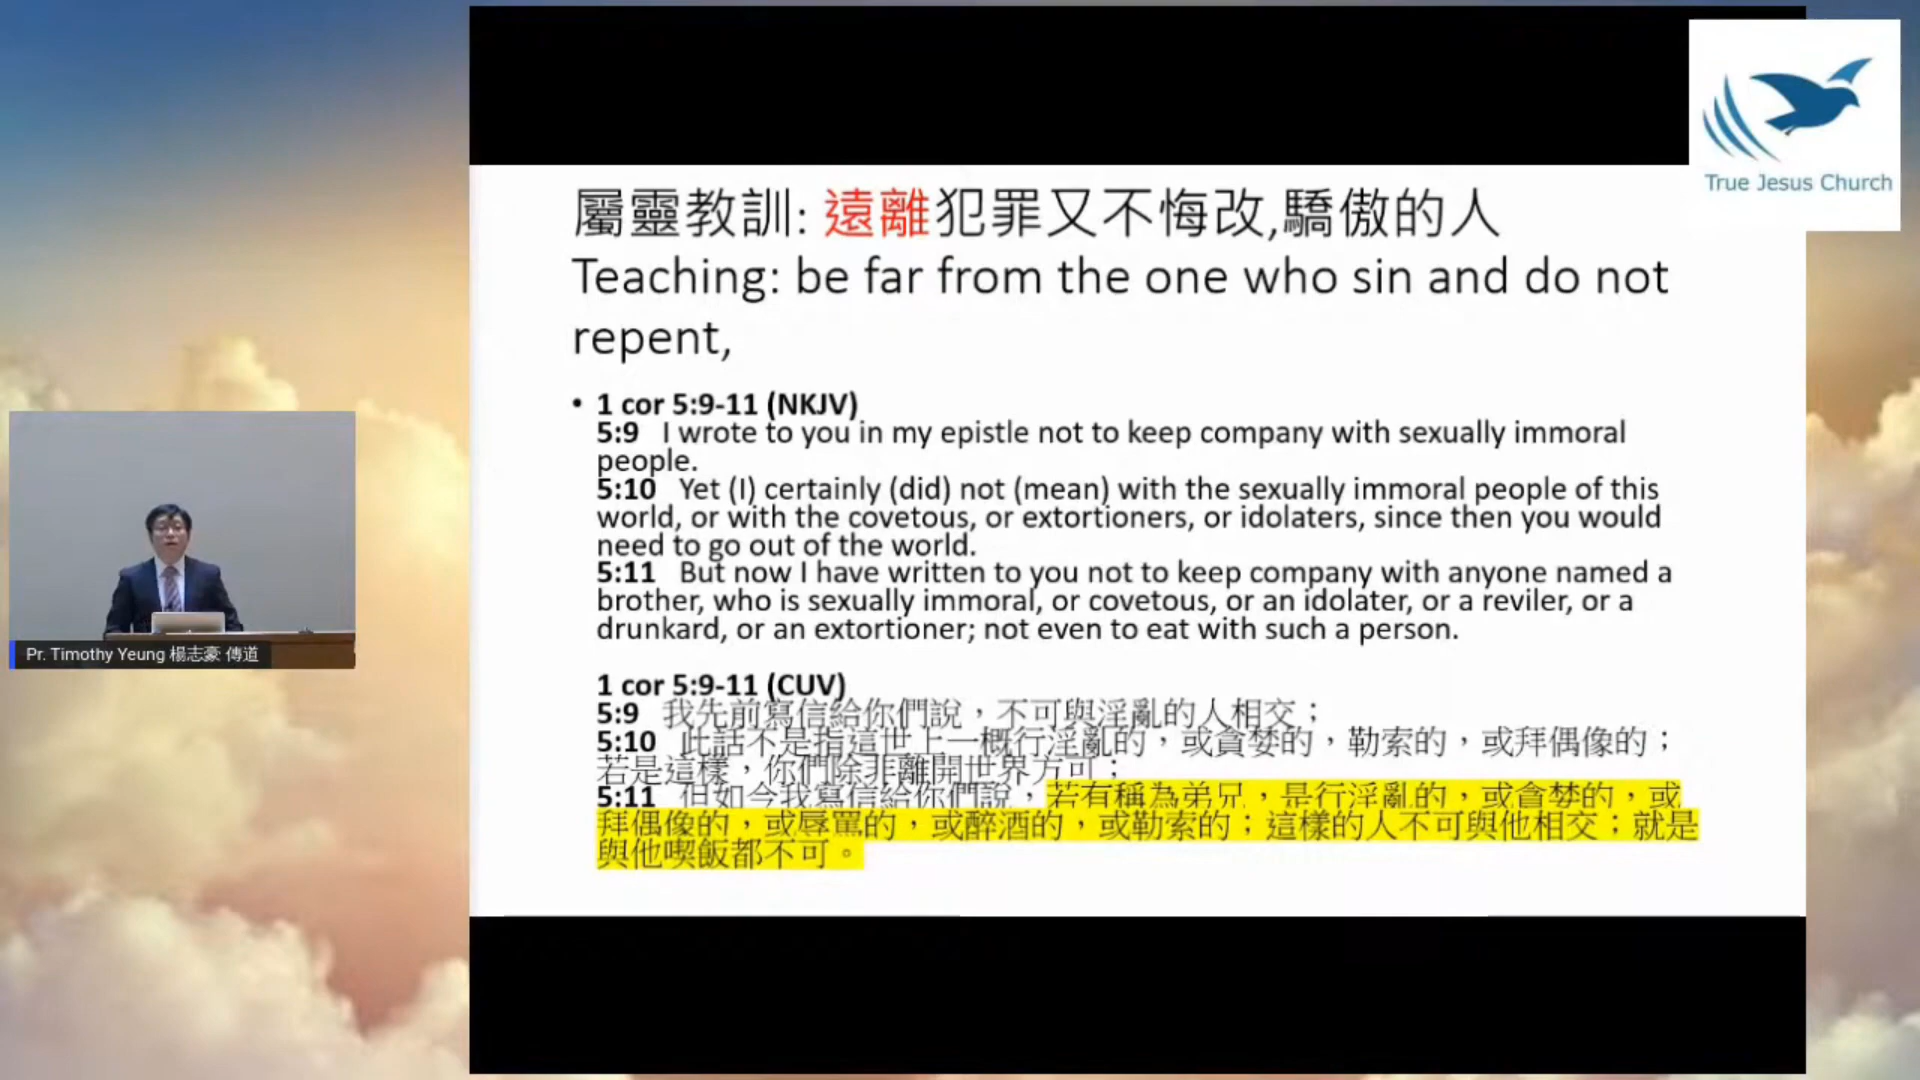 True Jesus Church
屬靈教訓: 遠離犯罪又不悔改,驕傲的人
Teaching: be far from the one who sin and do not
repent,
• 1 cor 5:9-11 (NKJV)
5:9 I wrote to you in my epistle not to keep company with sexually immoral
people.
5:10 Yet (I) certainly (did) not (mean) with the sexually immoral people of this
world, or with the covetous, or extortioners, or idolaters, since then you would
need to go out of the world.
5:11 But now I have written to you not to keep company with anyone named a
brother, who is sexually immoral, or covetous, or an idolater, or a reviler, or a
drunkard, or an extortioner; not even to eat with such a person.
1 cor 5:9-11 (CUV)
5:9 我先前寫信給你們說，不可與淫亂的人相交；
5:10 此話不是指這世上一概行淫亂的，或貪婪的，勒索的，或拜偶像的；
若是這樣，你們除非離開世界方可；
5:11 但如今我寫信給你們說，若有稱為弟兄，是行淫亂的，或貪婪的，或
拜偶像的，或辱罵的，或醉酒的，或勒索的；這樣的人不可與他相交；就是
與他喫飯都不可。
Pr. Timothy Yeung 楊志豪 傳道